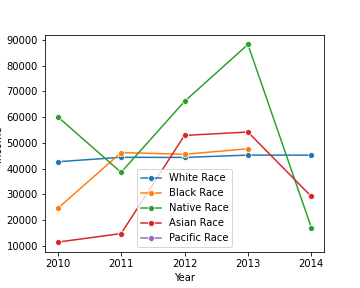 90000
80000
70000
60000
50000
40000
30000
20000
10000
White Race
Black Race
Native Race
Asian Race
Pacific Race
2010 2011 2012 2013 2014
Year